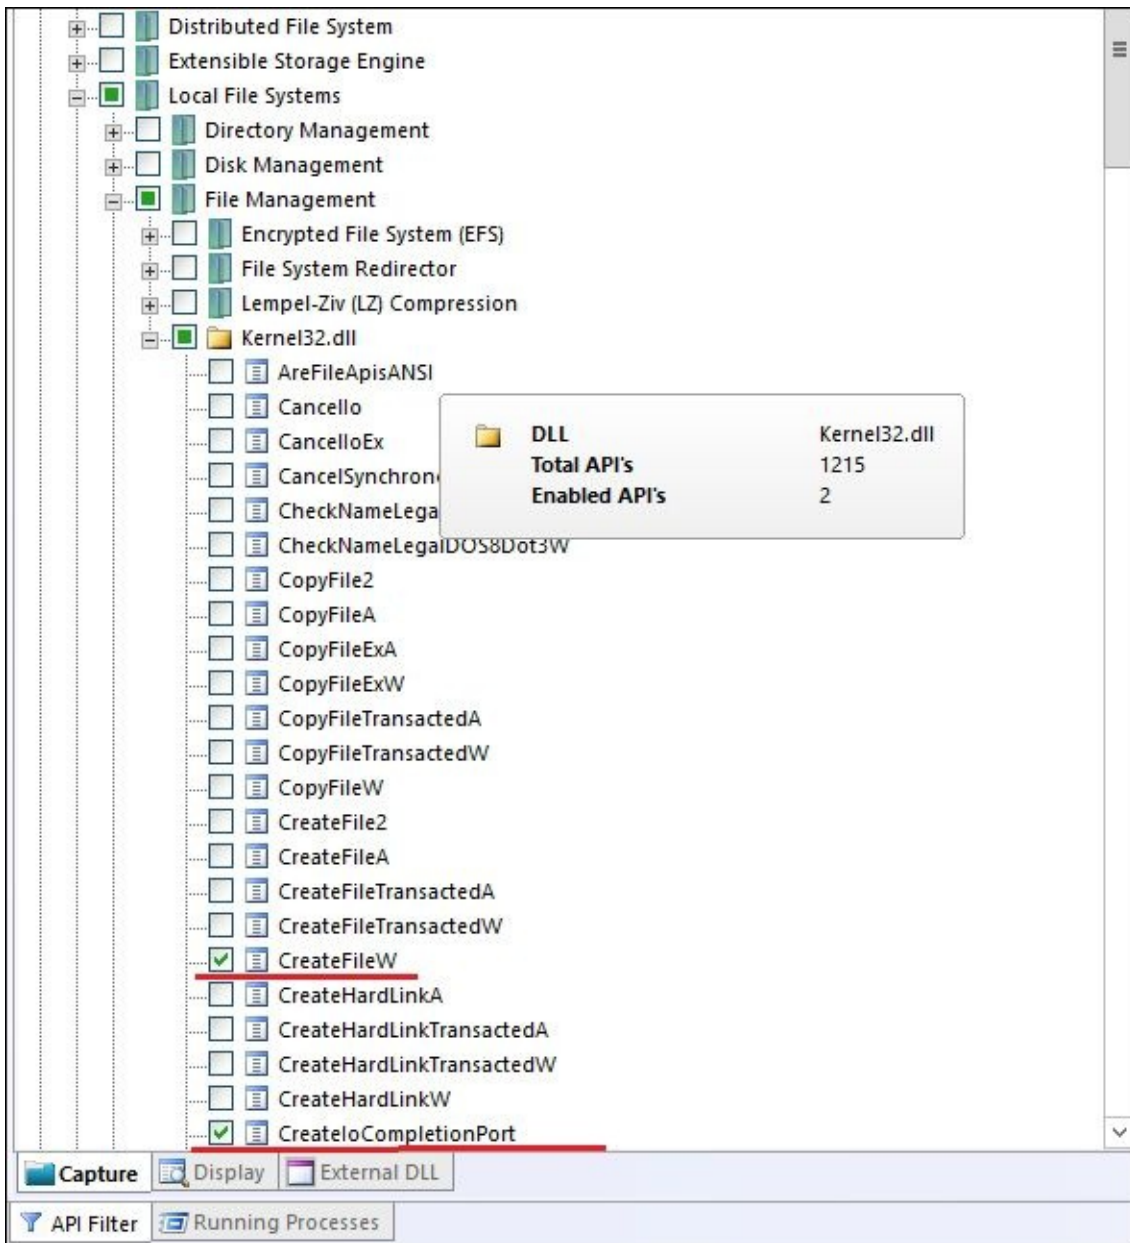 Distributed File System
Extensible Storage Engine
Local File Systems
Directory Management
Disk Management
File Management
Encrypted File System (EFS)
File System Redirector
Lempel-Ziv (LZ) Compression
Kernel32.dll
AreFileApisANSI
CancelIo
CancelIoEx
CancelSynchron
CheckNameLega
CheckNameLegalDOS8Dot3W
DLL Kernel32.dll
Total API's 1215
Enabled API's 2
CopyFile2
CopyFileA
CopyFileExA
CopyFileExW
CopyFileTransactedA
CopyFileTransactedW
CopyFileW
CreateFile2
CreateFileA
CreateFileTransactedA
CreateFileTransactedW
CreateFileW
CreateHardLinkA
CreateHardLinkTransactedA
CreateHardLinkTransactedW
CreateHardLinkW
CreateIoCompletionPort
Capture Display External DLL
API Filter Running Processes